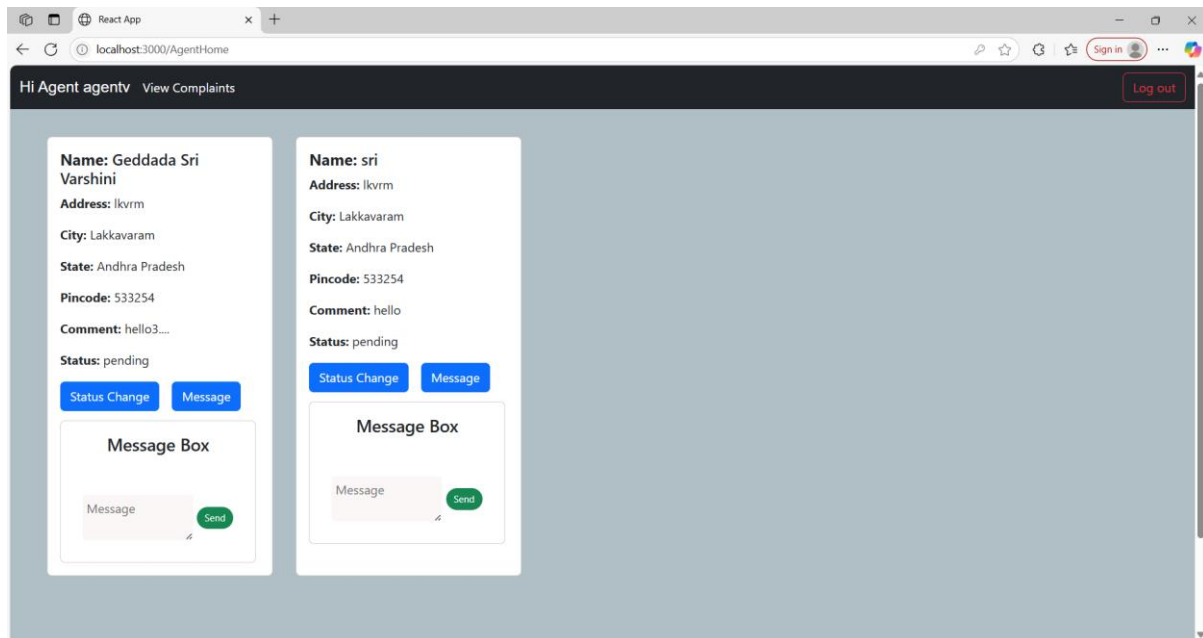 React App
localhost:3000/AgentHome
Sign in
Hi Agent agentv View Complaints
Log out
Name: Geddada Sri
Varshini
Address: lkvrm
City: Lakkavaram
State: Andhra Pradesh
Pincode: 533254
Comment: hello3....
Status: pending
Status Change
Message
Message Box
Message
Send
Name: sri
Address: lkvrm
City: Lakkavaram
State: Andhra Pradesh
Pincode: 533254
Comment: hello
Status: pending
Status Change
Message
Message Box
Message
Send